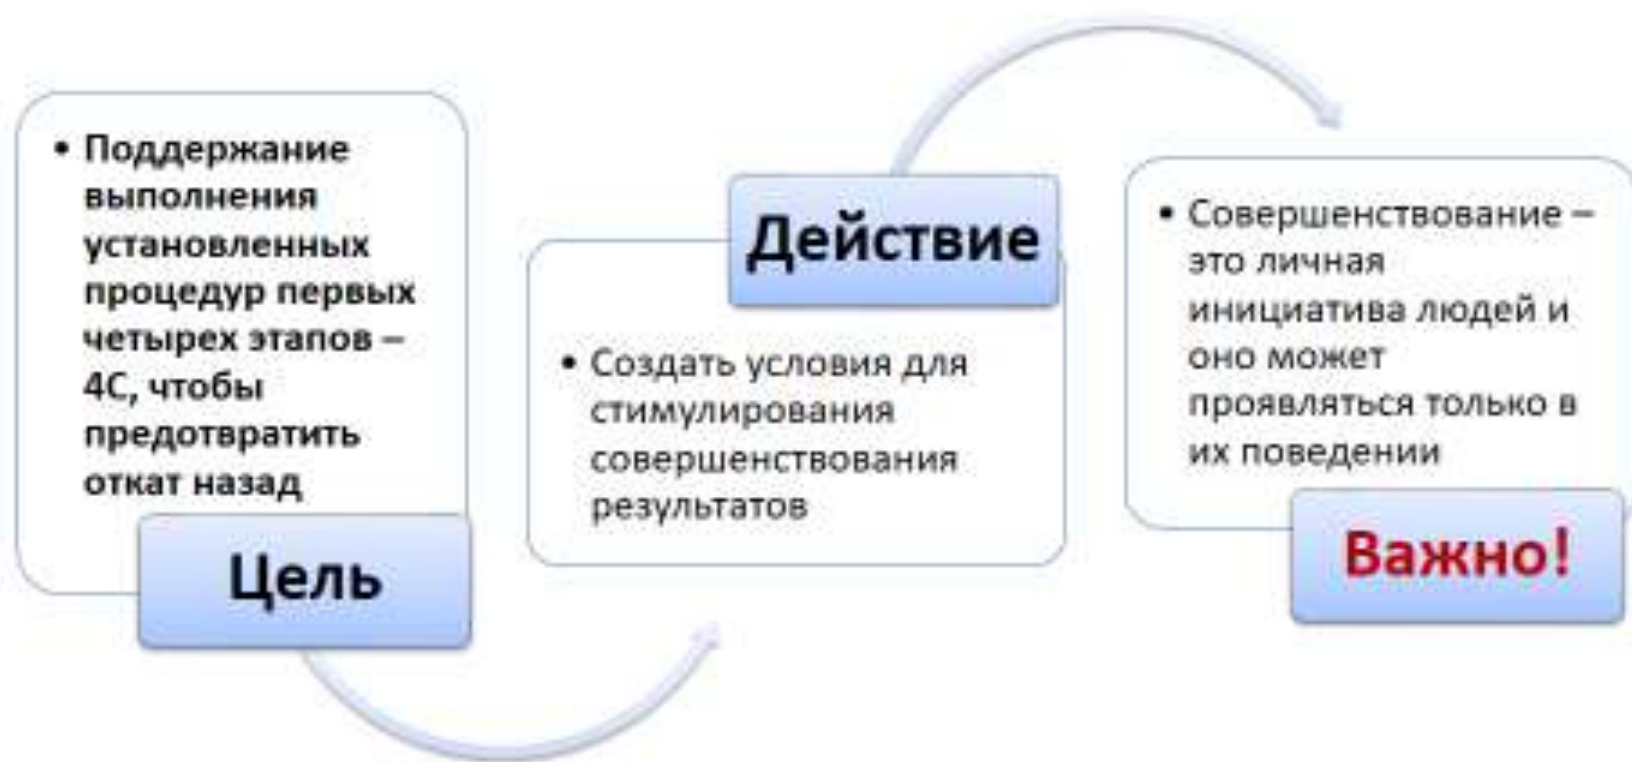 • Поддержание
выполнения
установленных
процедур первых
четырех этапов –
4С, чтобы
предотвратить
откат назад
Цель
Действие
• Создать условия для
стимулирования
совершенствования
результатов
• Совершенствование –
это личная
инициатива людей и
оно может
проявляться только в
их поведении
Важно!